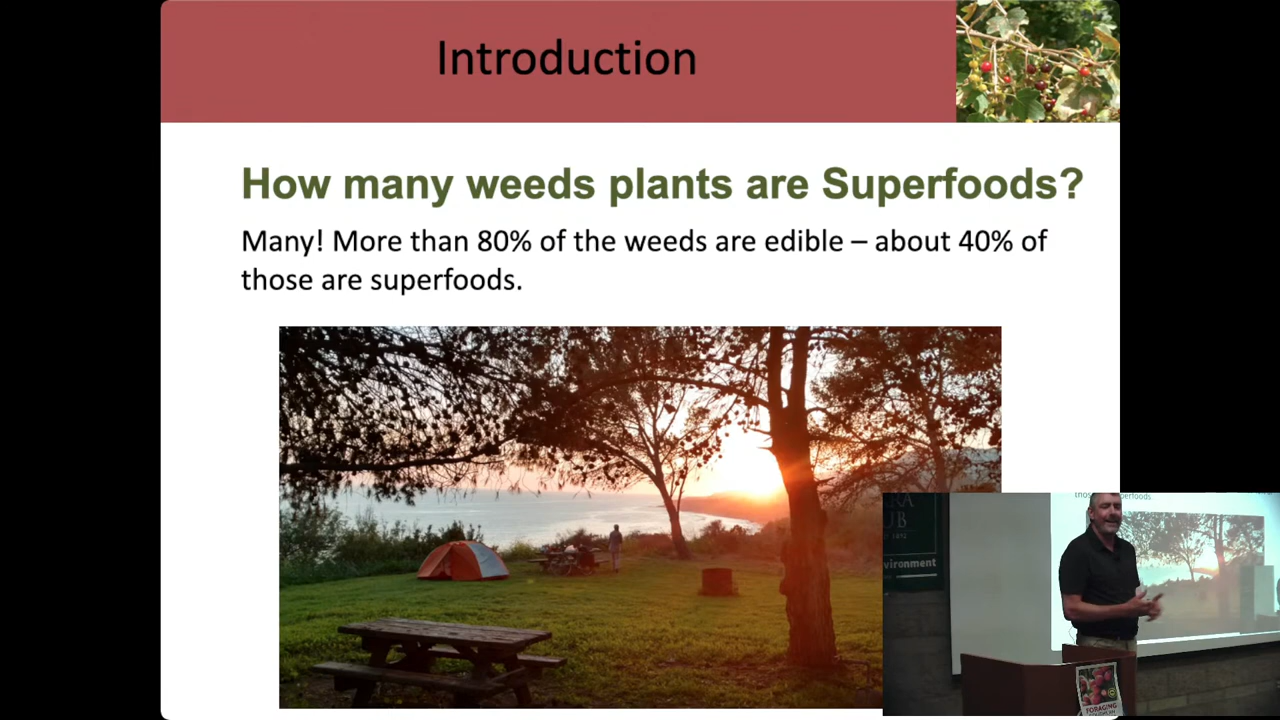 Introduction
How many weeds plants are Superfoods?
Many! More than 80% of the weeds are edible – about 40% of
those are superfoods.
FORAGING